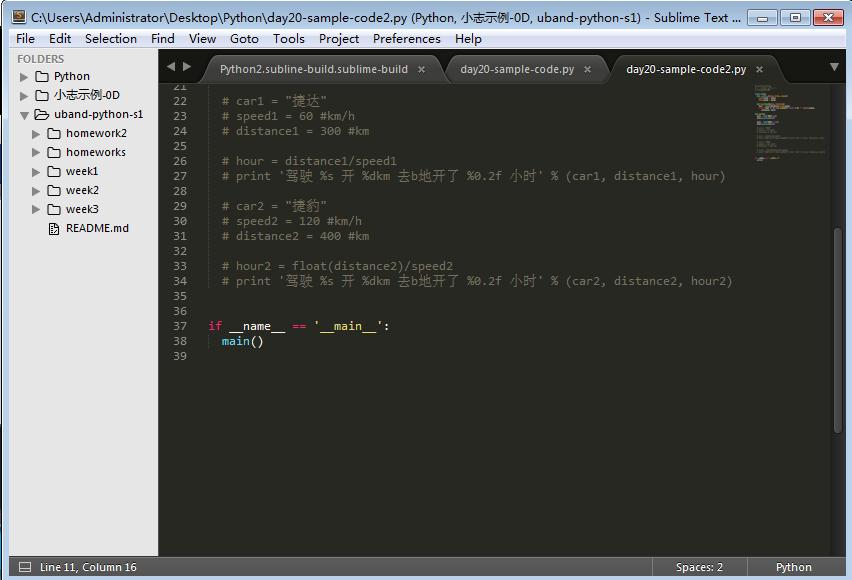 C:\Users\Administrator\Desktop\Python\day20-sample-code2.py (Python, 小志示例-0D, uband-python-s1) - Sublime Text ...
File Edit Selection Find View Goto Tools Project Preferences Help
FOLDERS
Python
小志示例-0D
uband-python-s1
homework2
homeworks
week1
week2
week3
README.md
Python2.subline-build.sublime-build × day20-sample-code.py × day20-sample-code2.py ×
21
22 # car1 = "捷达"
23 # speed1 = 60 #km/h
24 # distance1 = 300 #km
25
26 # hour = distance1/speed1
27 # print '驾驶 %s 开 %dkm 去b地开了 %0.2f 小时' % (car1, distance1, hour)
28
29 # car2 = "捷豹"
30 # speed2 = 120 #km/h
31 # distance2 = 400 #km
32
33 # hour2 = float(distance2)/speed2
34 # print '驾驶 %s 开 %dkm 去b地开了 %0.2f 小时' % (car2, distance2, hour2)
35
36
37 if __name__ == '__main__':
38 main()
39
Line 11, Column 16 Spaces: 2 Python